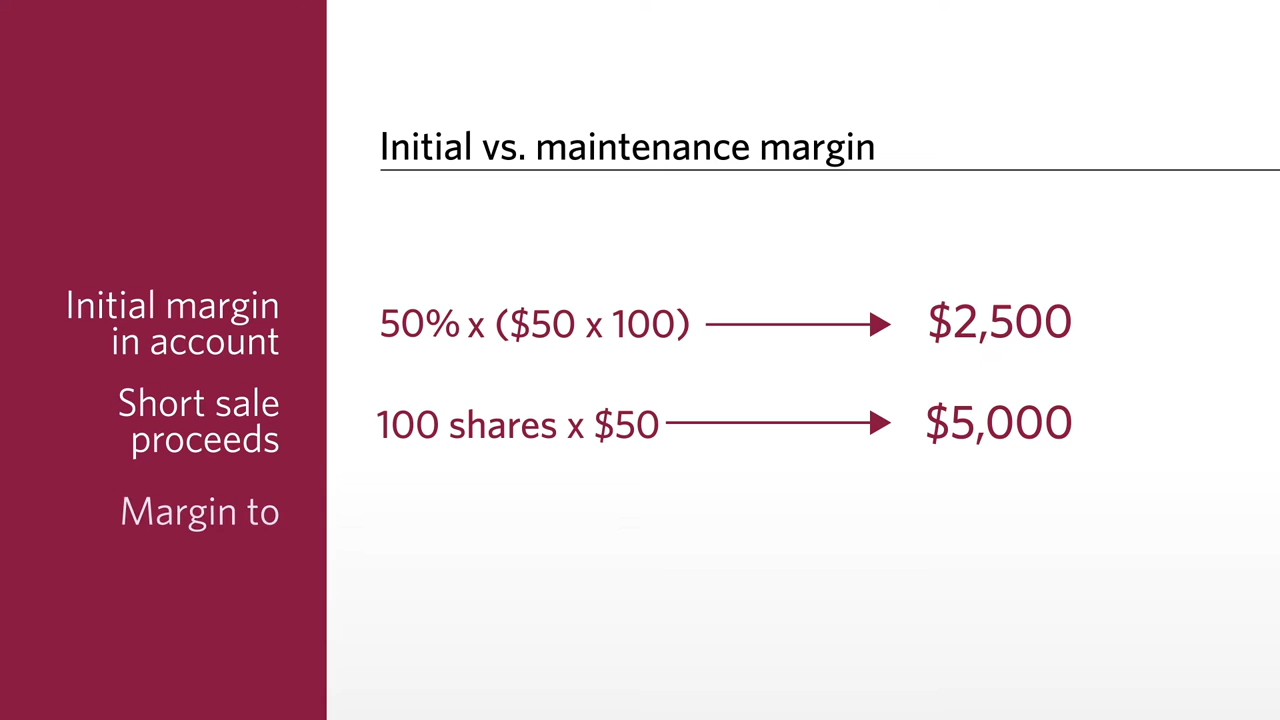 Initial vs. maintenance margin
Initial margin
in account
50% x ($50 x 100)
$2,500
Short sale
proceeds
100 shares x $50
$5,000
Margin to